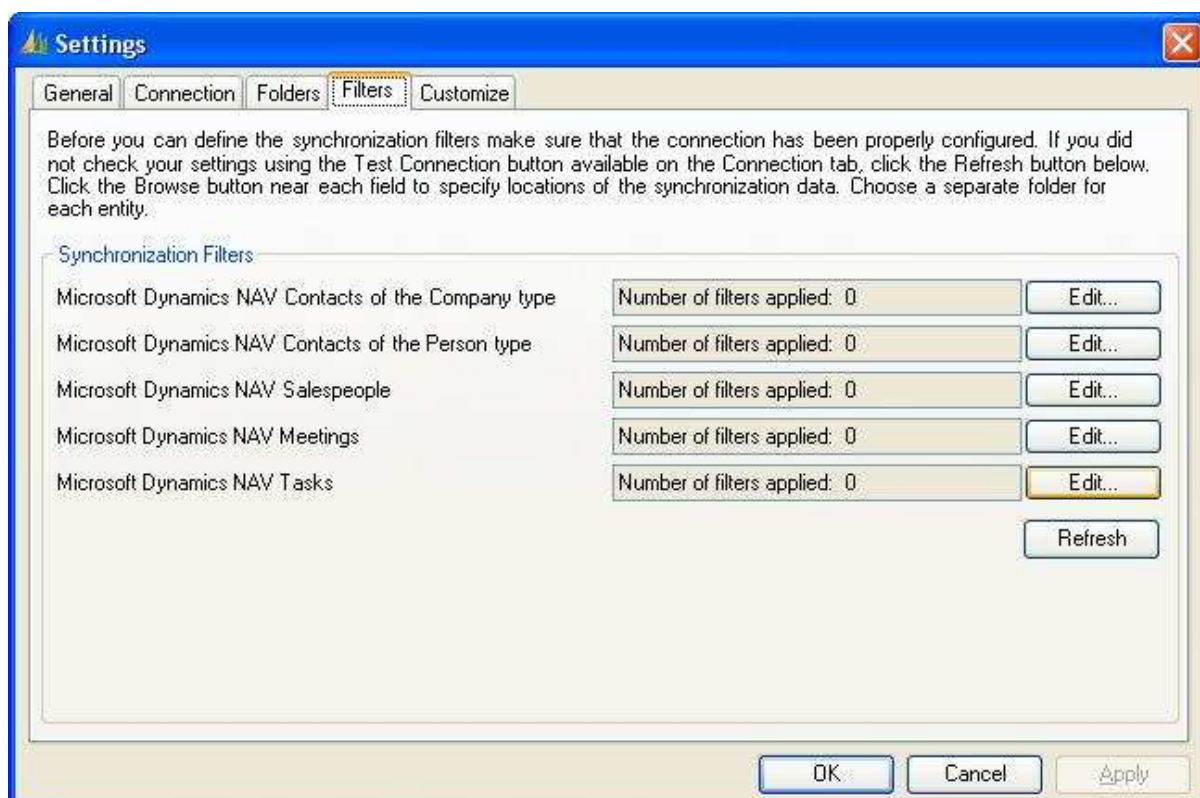 Settings
General Connection Folders Filters Customize
Before you can define the synchronization filters make sure that the connection has been properly configured. If you did
not check your settings using the Test Connection button available on the Connection tab, click the Refresh button below.
Click the Browse button near each field to specify locations of the synchronization data. Choose a separate folder for
each entity.
Synchronization Filters
Microsoft Dynamics NAV Contacts of the Company type Number of filters applied: 0 Edit...
Microsoft Dynamics NAV Contacts of the Person type Number of filters applied: 0 Edit...
Microsoft Dynamics NAV Salespeople Number of filters applied: 0 Edit...
Microsoft Dynamics NAV Meetings Number of filters applied: 0 Edit...
Microsoft Dynamics NAV Tasks Number of filters applied: 0 Edit...
Refresh
OK Cancel Apply